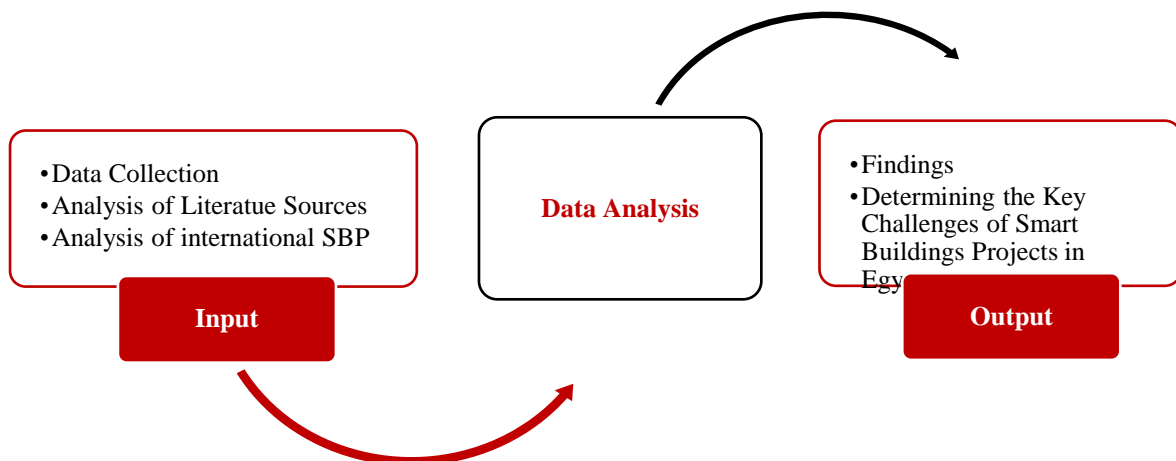 •Data Collection
•Analysis of Literatue Sources
•Analysis of international SBP
Input
Data Analysis
•Findings
•Determining the Key
Challenges of Smart
Buildings Projects in
Egy
Output